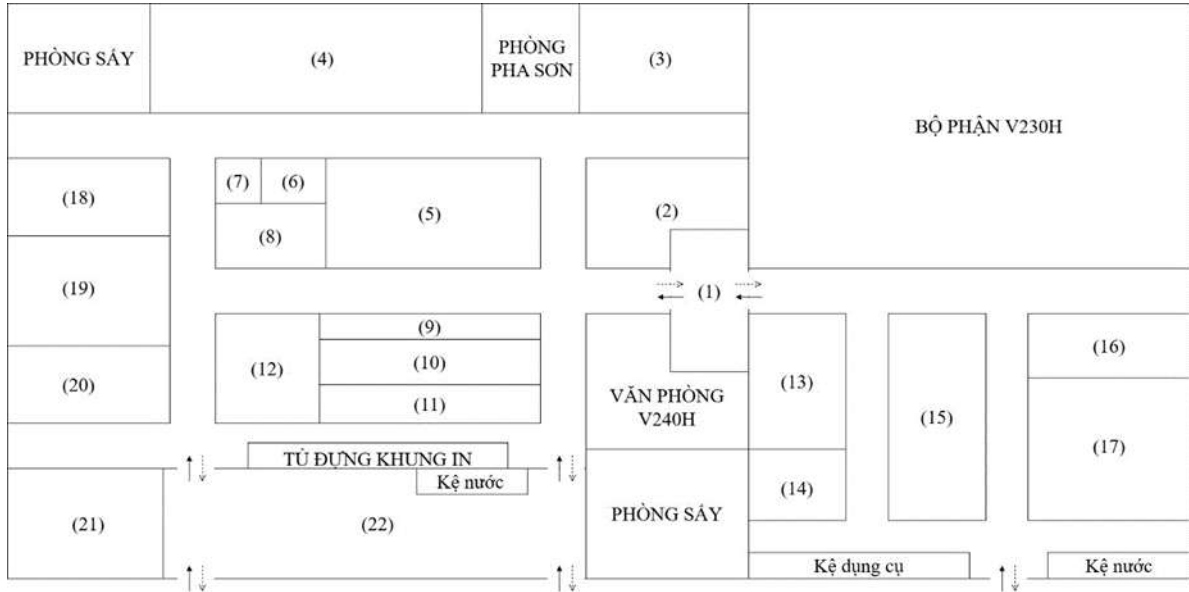 PHÒNG SẤY
(4)
PHÒNG
PHA SƠN
(3)
BỘ PHẬN V230H
(18)
(7)
(6)
(5)
(2)
(8)
(19)
(1)
(9)
(16)
(12)
(10)
(13)
(20)
(11)
VĂN PHÒNG
V240H
(15)
(17)
TỦ ĐỰNG KHUNG IN
Kệ nước
(14)
(21)
(22)
PHÒNG SẤY
Kệ dụng cụ
Kệ nước